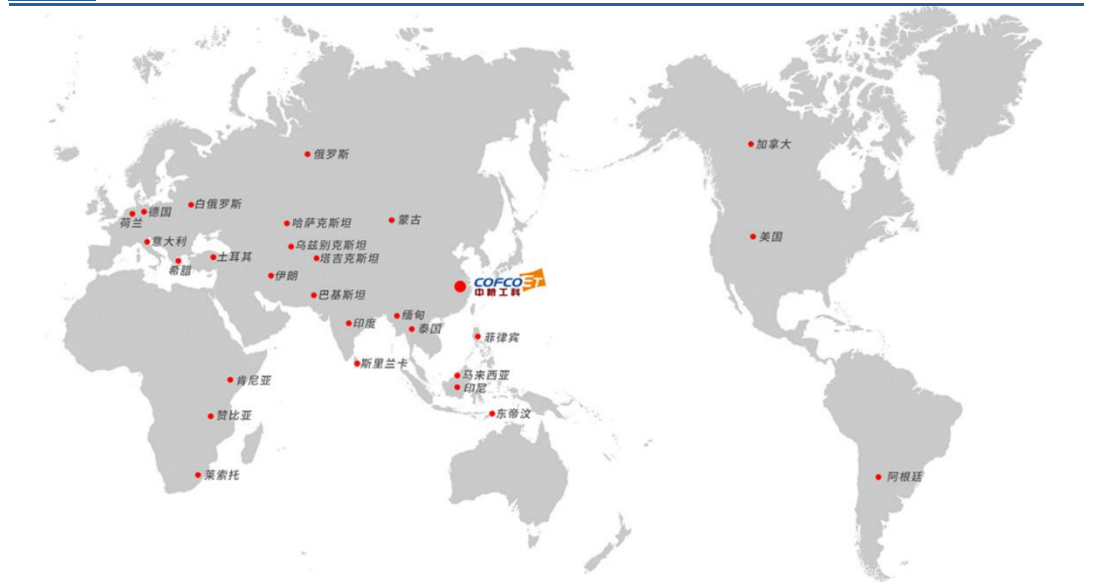 俄罗斯
加拿大
白俄罗斯
德国
荷兰
哈萨克斯坦
蒙古
美国
意大利
乌兹别克斯坦
土耳其
塔吉克斯坦
希腊
伊朗
COFCO ET
中粮工科
巴基斯坦
缅甸
印度
泰国
菲律宾
斯里兰卡
马来西亚
肯尼亚
印尼
东帝汶
赞比亚
莱索托
阿根廷